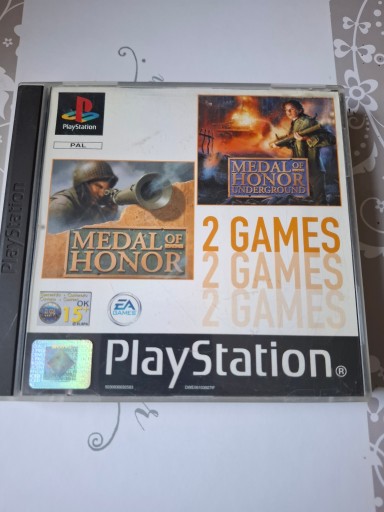 PlayStation
PAL
MEDAL OF
HONOR
UNDERGROUND
MEDAL OF
HONOR
2 GAMES
2 GAMES
2 GAMES
OK
15+
EA
GAMES
PlayStation®
PlayStation